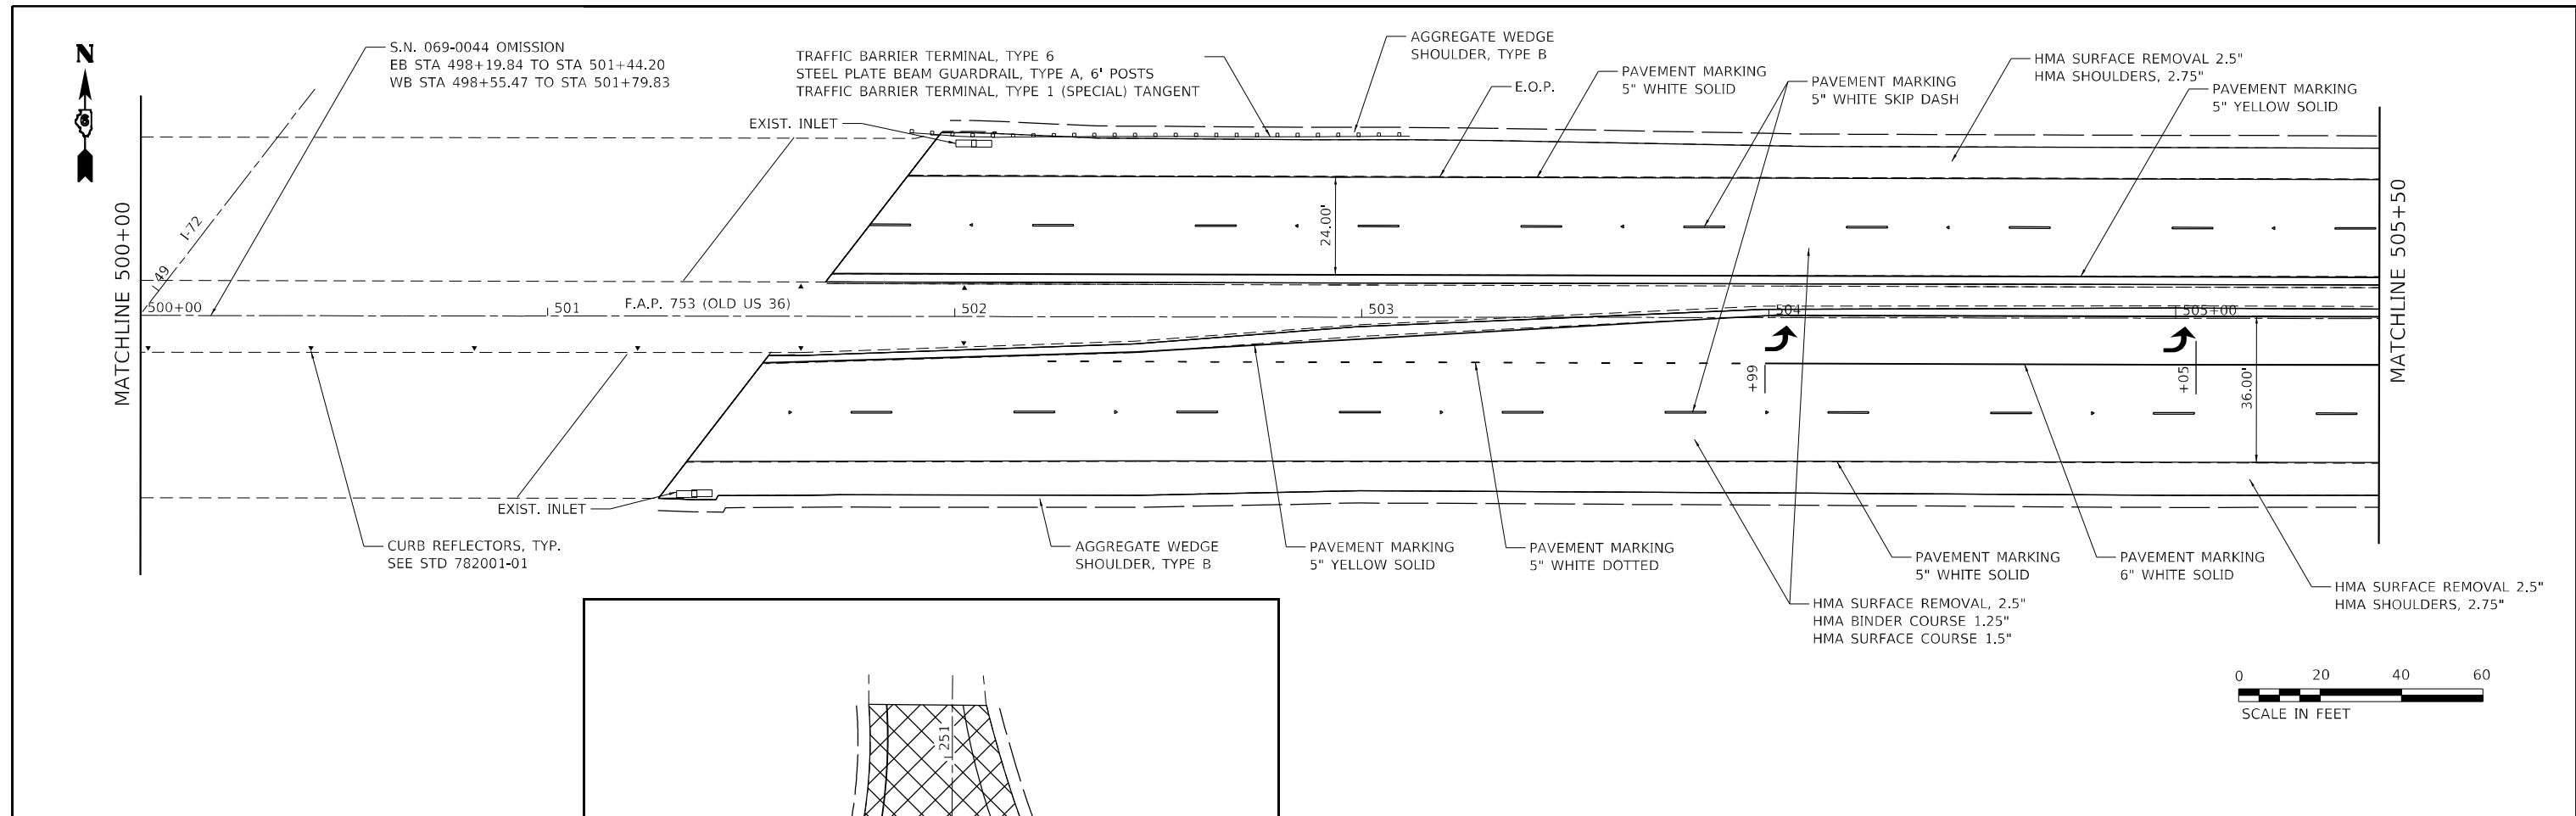 N
6
S.N. 069-0044 OMISSION
EB STA 498+19.84 TO STA 501+44.20
WB STA 498+55.47 TO STA 501+79.83
TRAFFIC BARRIER TERMINAL, TYPE 6
STEEL PLATE BEAM GUARDRAIL, TYPE A, 6' POSTS
TRAFFIC BARRIER TERMINAL, TYPE 1 (SPECIAL) TANGENT
AGGREGATE WEDGE
SHOULDER, TYPE B
E.O.P.
PAVEMENT MARKING
5" WHITE SOLID
PAVEMENT MARKING
5" WHITE SKIP DASH
HMA SURFACE REMOVAL 2.5"
HMA SHOULDERS, 2.75"
PAVEMENT MARKING
5" YELLOW SOLID
EXIST. INLET
MATCHLINE 500+00
I-72
49
24.00'
MATCHLINE 505+50
500+00
501
F.A.P. 753 (OLD US 36)
502
503
504
505+00
+99
+05
36.00'
EXIST. INLET
CURB REFLECTORS, TYP.
SEE STD 782001-01
AGGREGATE WEDGE
SHOULDER, TYPE B
PAVEMENT MARKING
5" YELLOW SOLID
PAVEMENT MARKING
5" WHITE DOTTED
PAVEMENT MARKING
5" WHITE SOLID
PAVEMENT MARKING
6" WHITE SOLID
HMA SURFACE REMOVAL 2.5"
HMA SHOULDERS, 2.75"
HMA SURFACE REMOVAL, 2.5"
HMA BINDER COURSE 1.25"
HMA SURFACE COURSE 1.5"
0 20 40 60
SCALE IN FEET
251